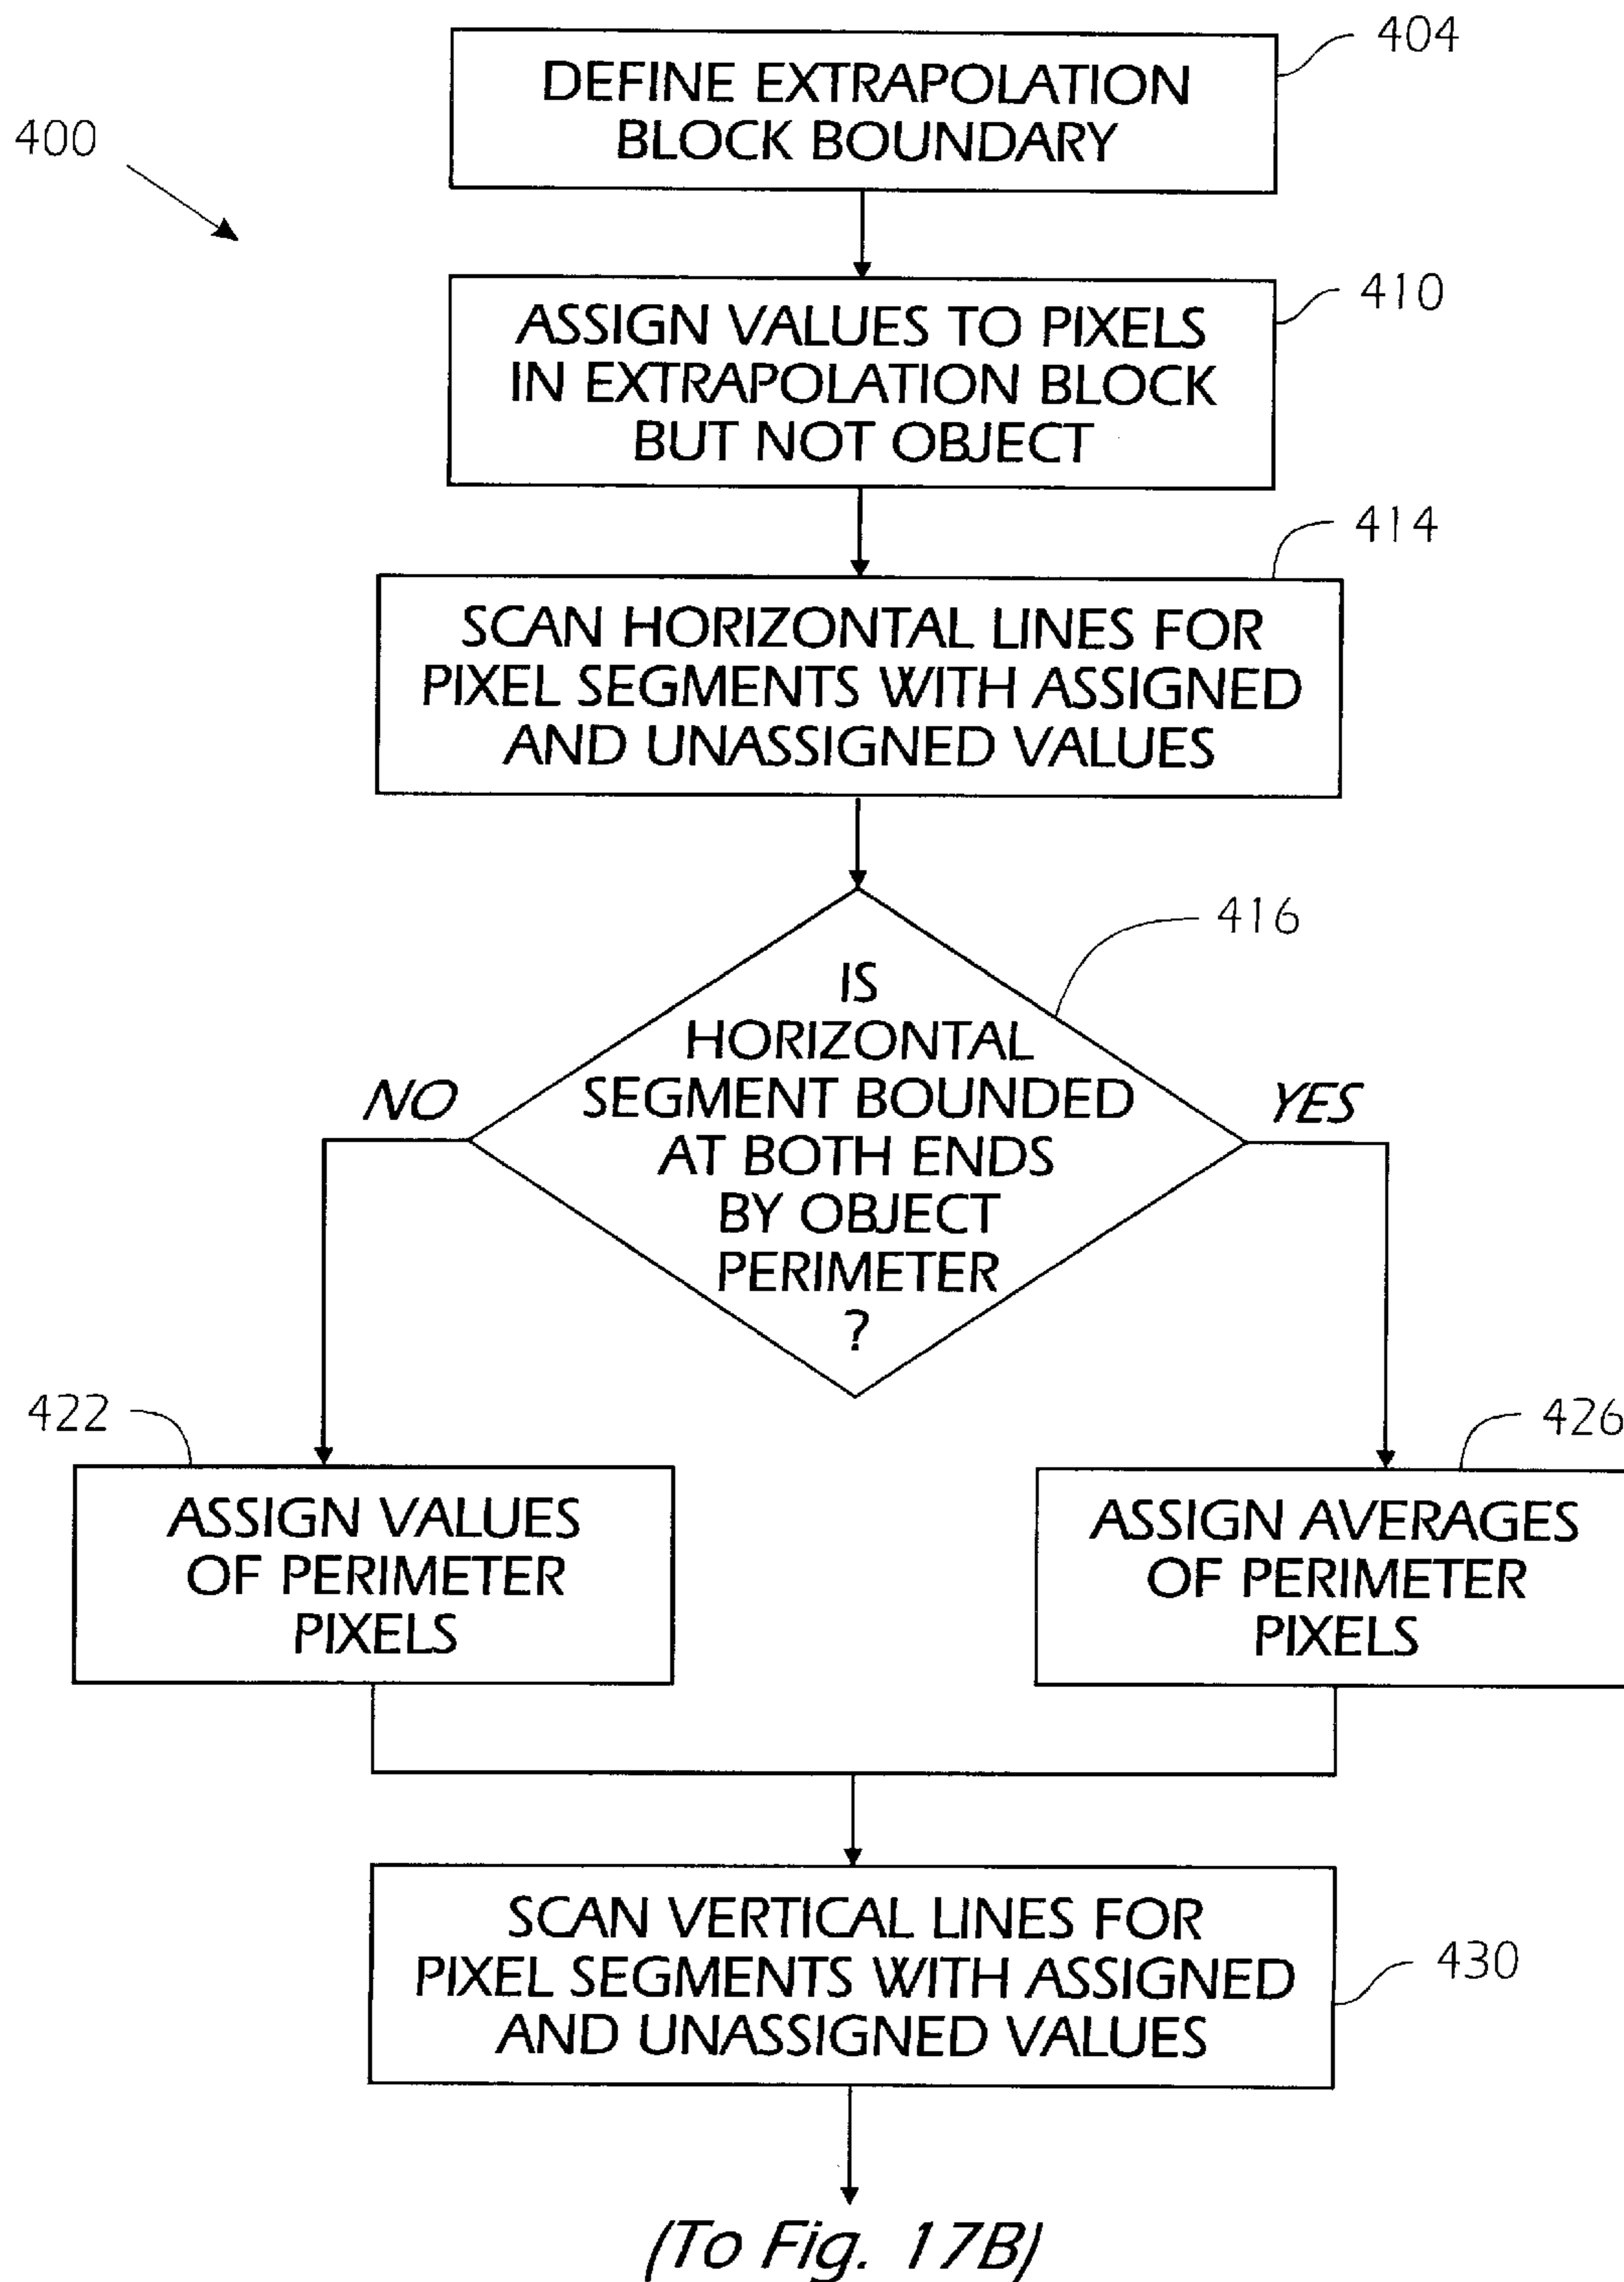 404
DEFINE EXTRAPOLATION
BLOCK BOUNDARY
400
410
ASSIGN VALUES TO PIXELS
IN EXTRAPOLATION BLOCK
BUT NOT OBJECT
414
SCAN HORIZONTAL LINES FOR
PIXEL SEGMENTS WITH ASSIGNED
AND UNASSIGNED VALUES
416
IS
HORIZONTAL
SEGMENT BOUNDED
AT BOTH ENDS
BY OBJECT
PERIMETER
?
NO
YES
422
ASSIGN VALUES
OF PERIMETER
PIXELS
426
ASSIGN AVERAGES
OF PERIMETER
PIXELS
SCAN VERTICAL LINES FOR
PIXEL SEGMENTS WITH ASSIGNED
AND UNASSIGNED VALUES
430
(To Fig. 17B)